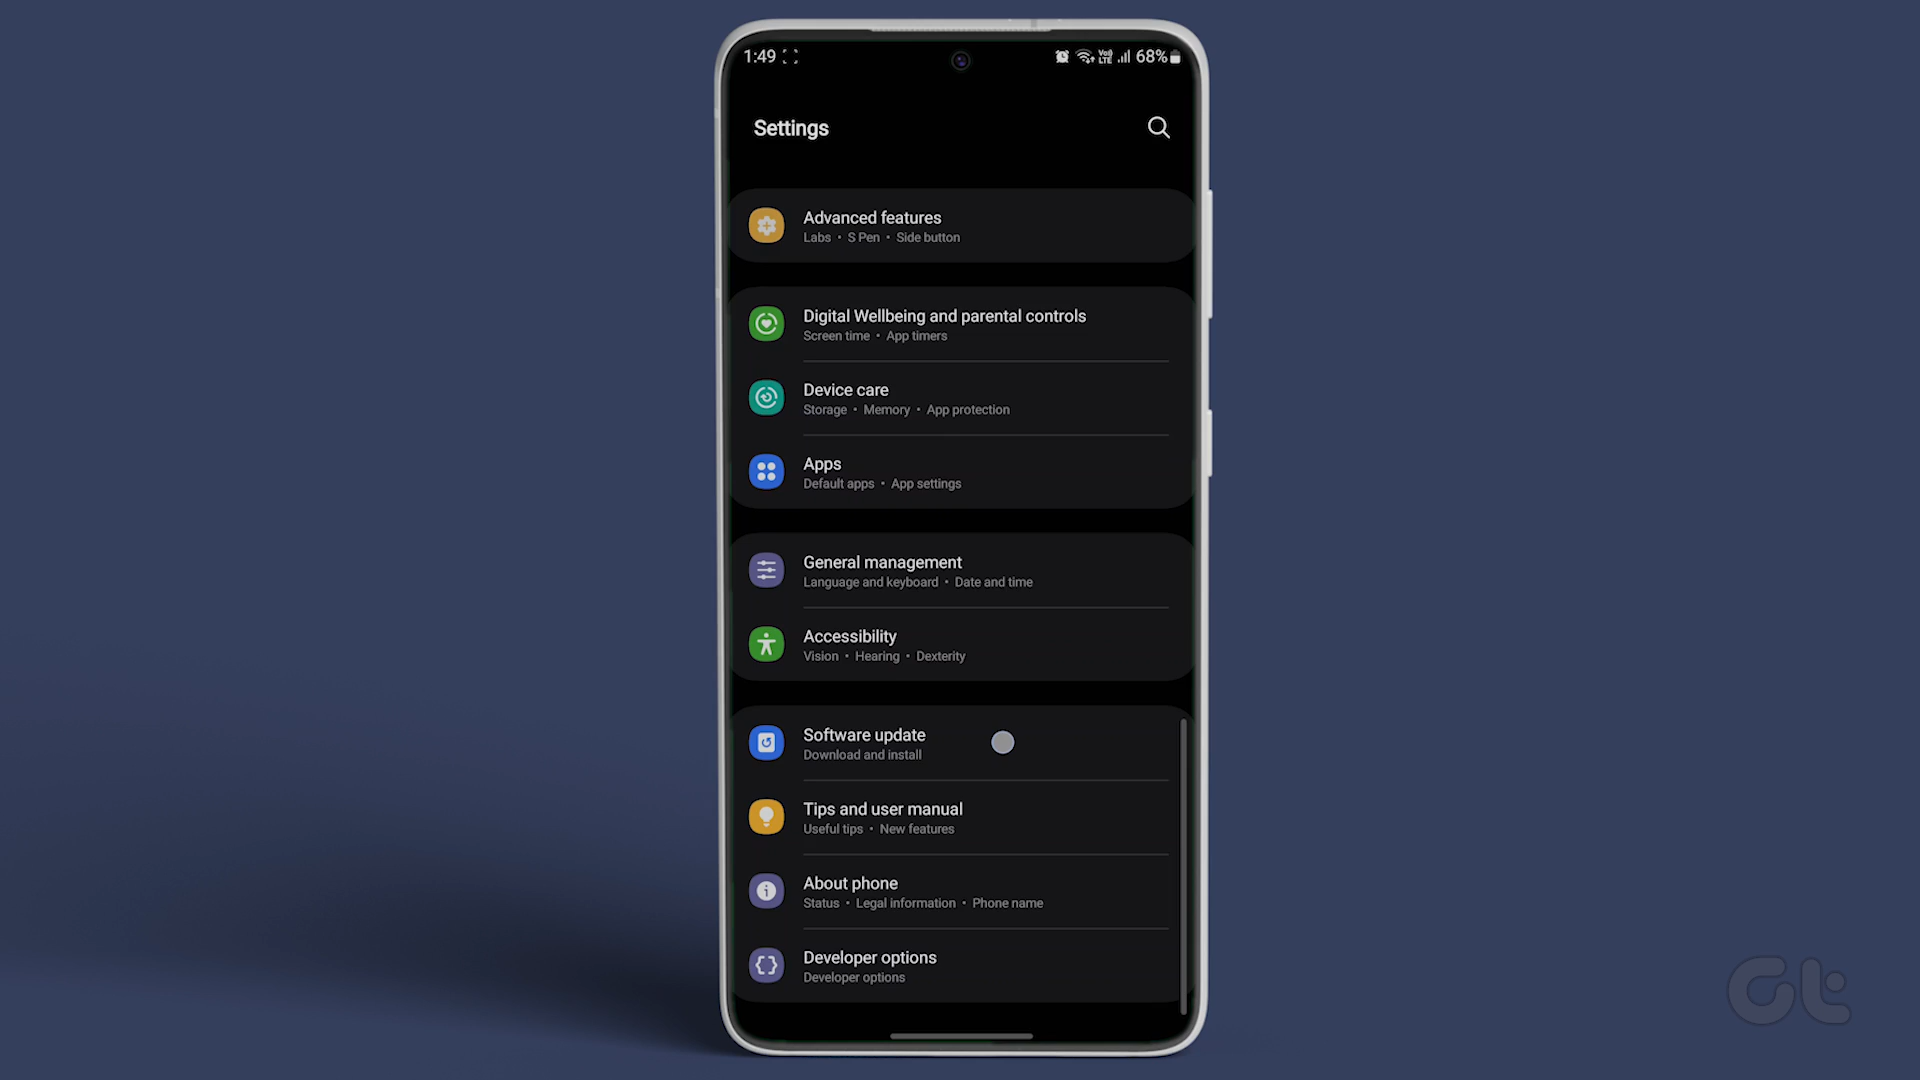 1:49
Vo) LTE 68%
Settings
Advanced features
Labs • S Pen • Side button
Digital Wellbeing and parental controls
Screen time • App timers
Device care
Storage • Memory • App protection
Apps
Default apps • App settings
General management
Language and keyboard • Date and time
Accessibility
Vision • Hearing • Dexterity
Software update
Download and install
Tips and user manual
Useful tips • New features
About phone
Status • Legal information • Phone name
Developer options
Developer options
Gt